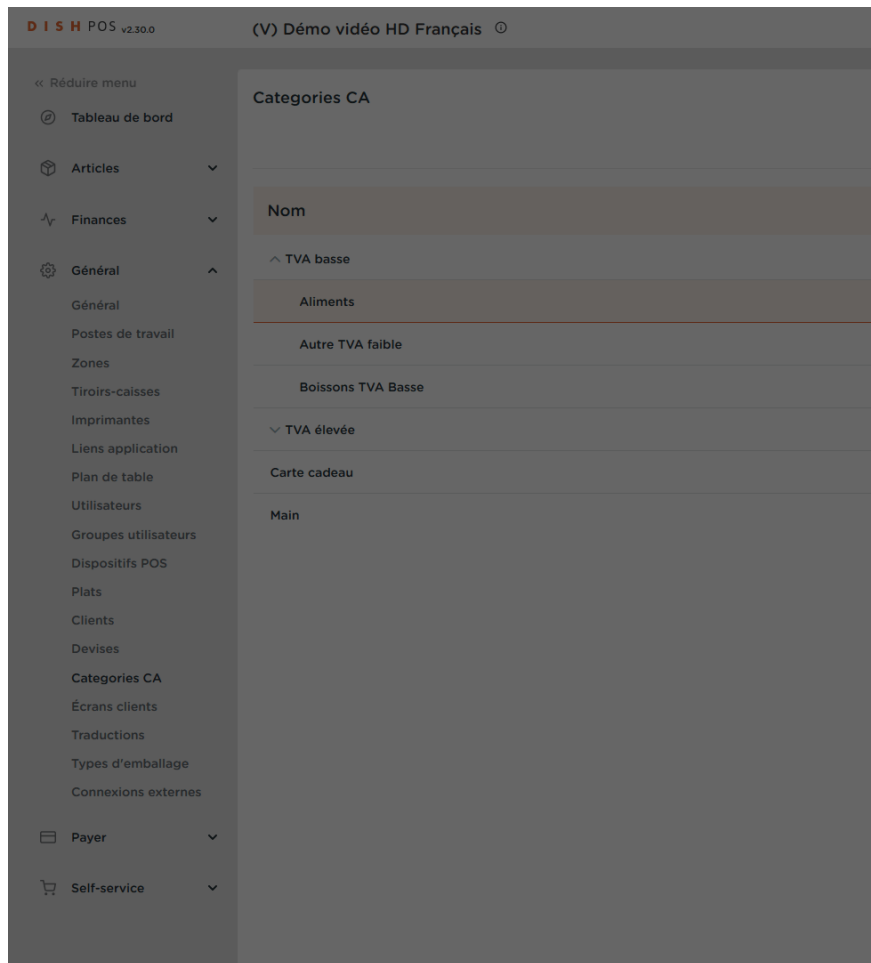 DISH POS v2.30.0
(V) Démo vidéo HD Français
« Réduire menu
Tableau de bord
Articles
Finances
Général
Général
Postes de travail
Zones
Tiroirs-caisses
Imprimantes
Liens application
Plan de table
Utilisateurs
Groupes utilisateurs
Dispositifs POS
Plats
Clients
Devises
Categories CA
Écrans clients
Traductions
Types d'emballage
Connexions externes
Payer
Self-service
Categories CA
Nom
TVA basse
Aliments
Autre TVA faible
Boissons TVA Basse
TVA élevée
Carte cadeau
Main